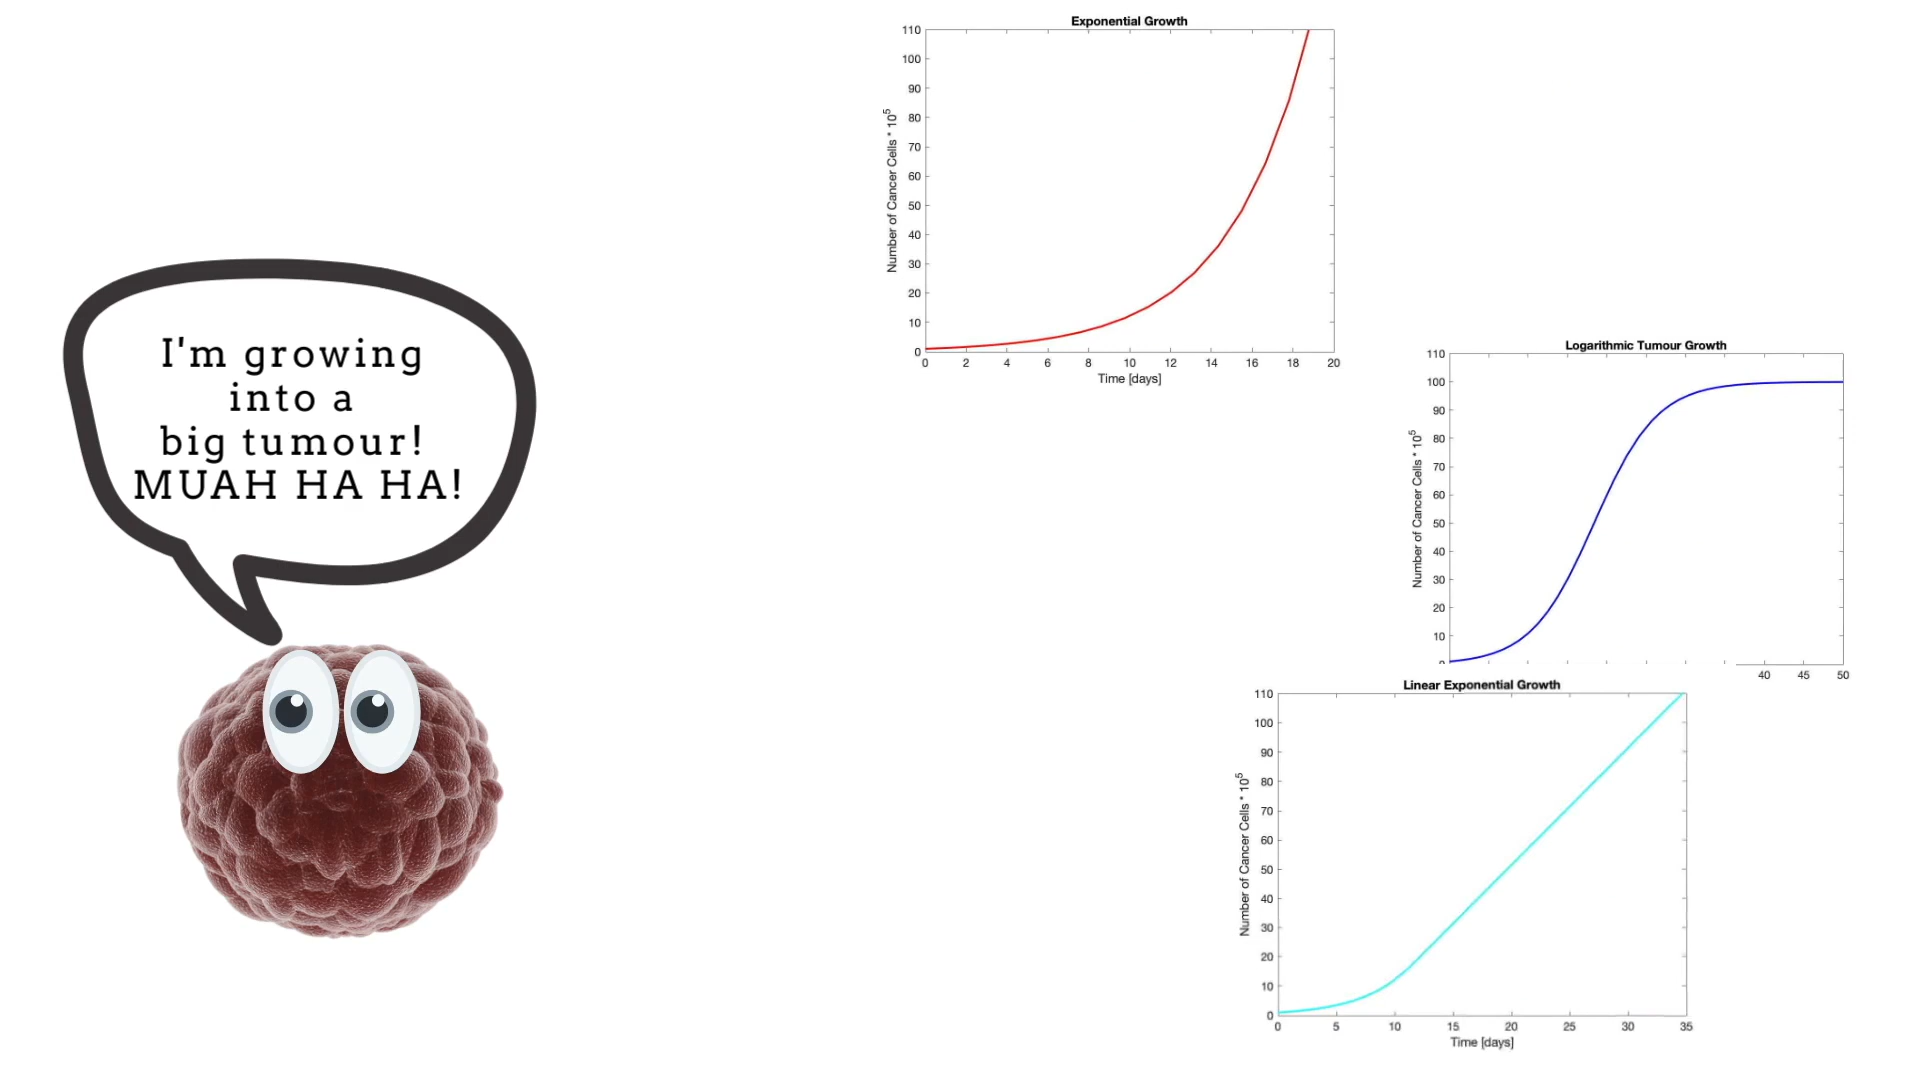 I'm growing
into a
big tumour!
MUAH HA HA!
Exponential Growth
110
100
90
80
70
60
50
40
30
20
10
0
Number of Cancer Cells * 10^5
0 2 4 6 8 10 12 14 16 18 20
Time [days]
Logarithmic Tumour Growth
110
100
90
80
70
60
50
40
30
20
10
Number of Cancer Cells * 10^5
40 45 50
Linear Exponential Growth
110
100
90
80
70
60
50
40
30
20
10
0
Number of Cancer Cells * 10^5
0 5 10 15 20 25 30 35
Time [days]